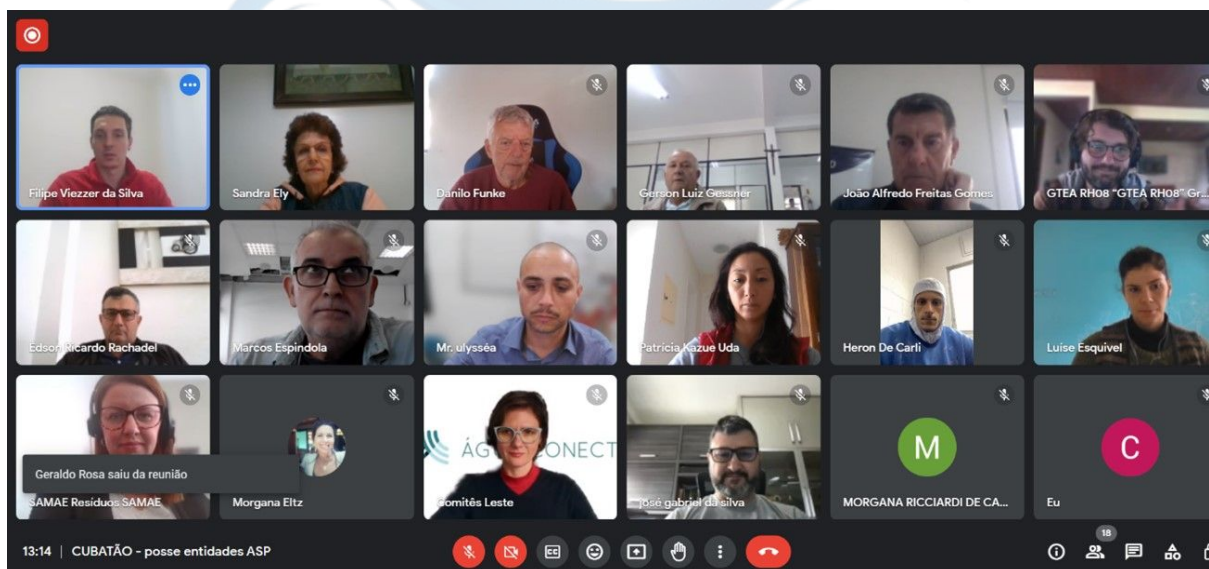 Filipe Viezzer da Silva
Sandra Ely
Danilo Funke
Gerson Luiz Gessner
João Alfredo Freitas Gomes
GTEA RH08 "GTEA RH08" Gr...
Edson Ricardo Rachadel
Marcos Espindola
Mr. ulysséa
Patrícia Kazue Uda
Heron De Carli
Luise Esquivel
Geraldo Rosa saiu da reunião
SAMAE Resíduos SAMAE
Morgana Eltz
ÁG
CONECT
Comitês Leste
josé gabriel da silva
M
MORGANA RICCIARDI DE CA...
C
Eu
13:14 | CUBATÃO - posse entidades ASP
18